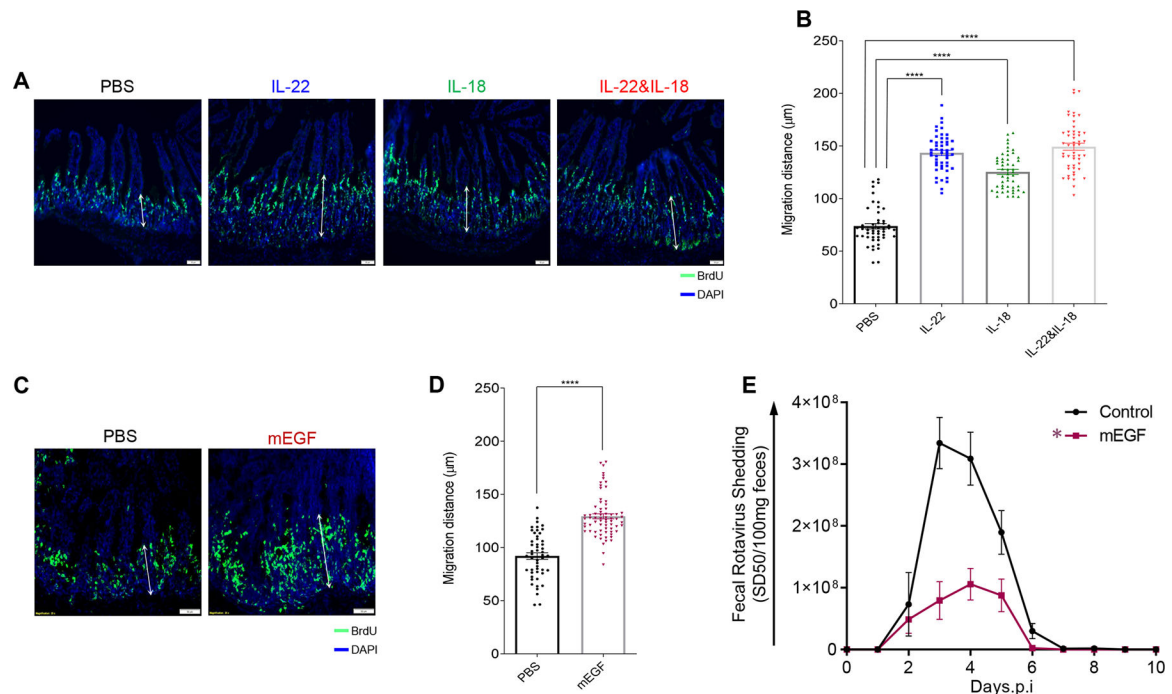 A
PBS
IL-22
IL-18
IL-22&IL-18
BrdU
DAPI
B
Migration distance (μm)
250
200
150
100
50
0
****
****
****
PBS
IL-22
IL-18
IL-22&IL-18
C
PBS
mEGF
BrdU
DAPI
D
Migration distance (μm)
250
200
150
100
50
0
****
PBS
mEGF
E
Fecal Rotavirus Shedding
(SD50/100mg feces)
4×10⁸
3×10⁸
2×10⁸
1×10⁸
0
Control
* mEGF
0 2 4 6 8 10
Days.p.i